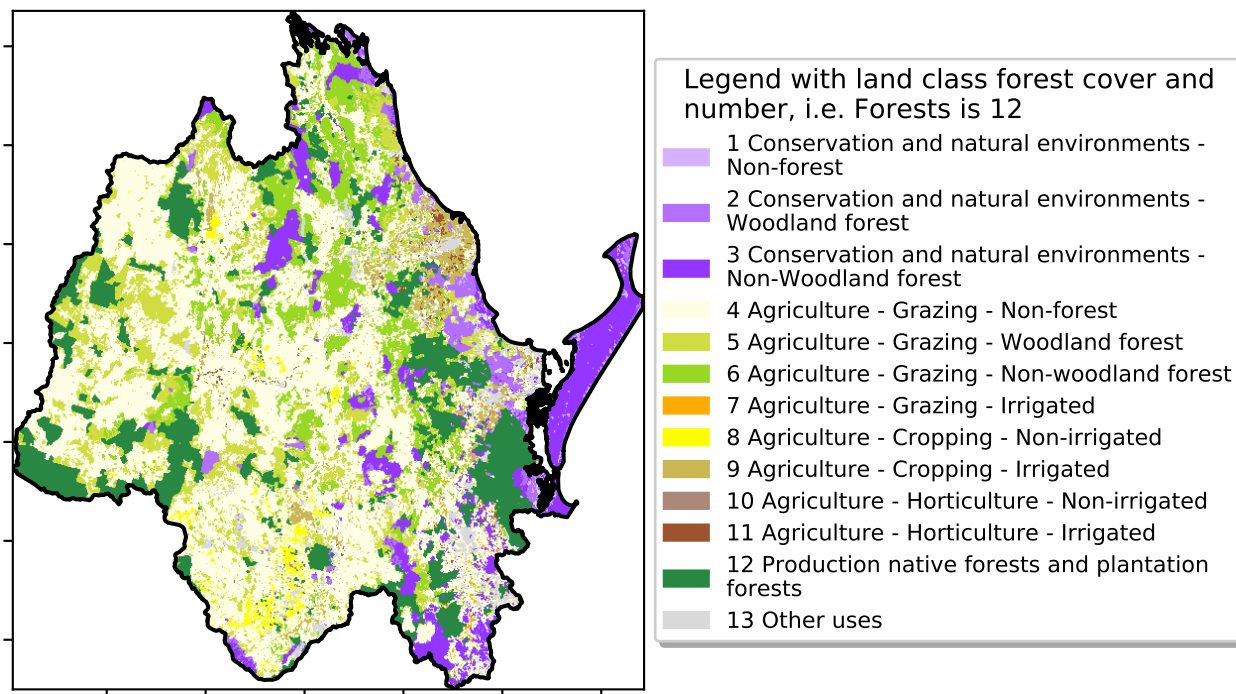 Legend with land class forest cover and
number, i.e. Forests is 12
1 Conservation and natural environments -
Non-forest
2 Conservation and natural environments -
Woodland forest
3 Conservation and natural environments -
Non-Woodland forest
4 Agriculture - Grazing - Non-forest
5 Agriculture - Grazing - Woodland forest
6 Agriculture - Grazing - Non-woodland forest
7 Agriculture - Grazing - Irrigated
8 Agriculture - Cropping - Non-irrigated
9 Agriculture - Cropping - Irrigated
10 Agriculture - Horticulture - Non-irrigated
11 Agriculture - Horticulture - Irrigated
12 Production native forests and plantation
forests
13 Other uses